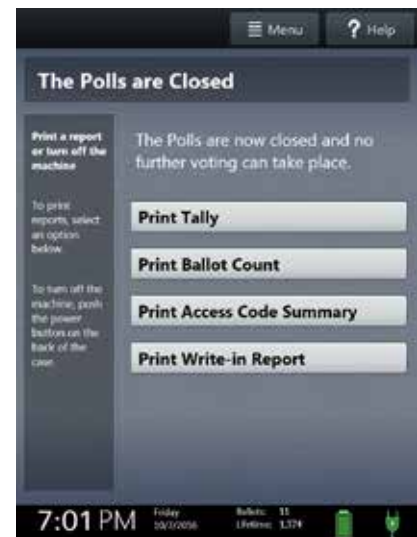 Menu
? Help
The Polls are Closed
Print a report
or turn off the
machine
To print
reports, select
an option
below.
To turn off the
machine, push
the power
button on the
back of the
case.
The Polls are now closed and no
further voting can take place.
Print Tally
Print Ballot Count
Print Access Code Summary
Print Write-in Report
7:01 PM
Friday
Ballots: 11
Lifetime: 1,374